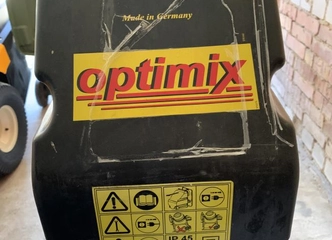 Made in Germany
optimix
IP 45